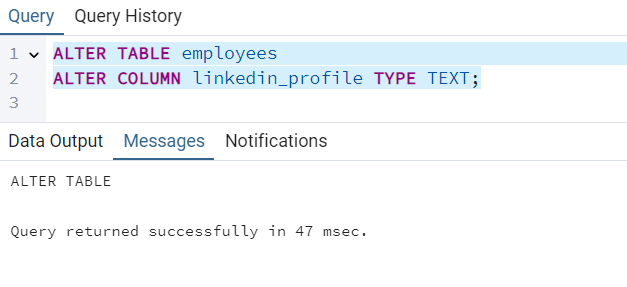 Query Query History
1 ALTER TABLE employees
2 ALTER COLUMN linkedin_profile TYPE TEXT;
3
Data Output Messages Notifications
ALTER TABLE
Query returned successfully in 47 msec.